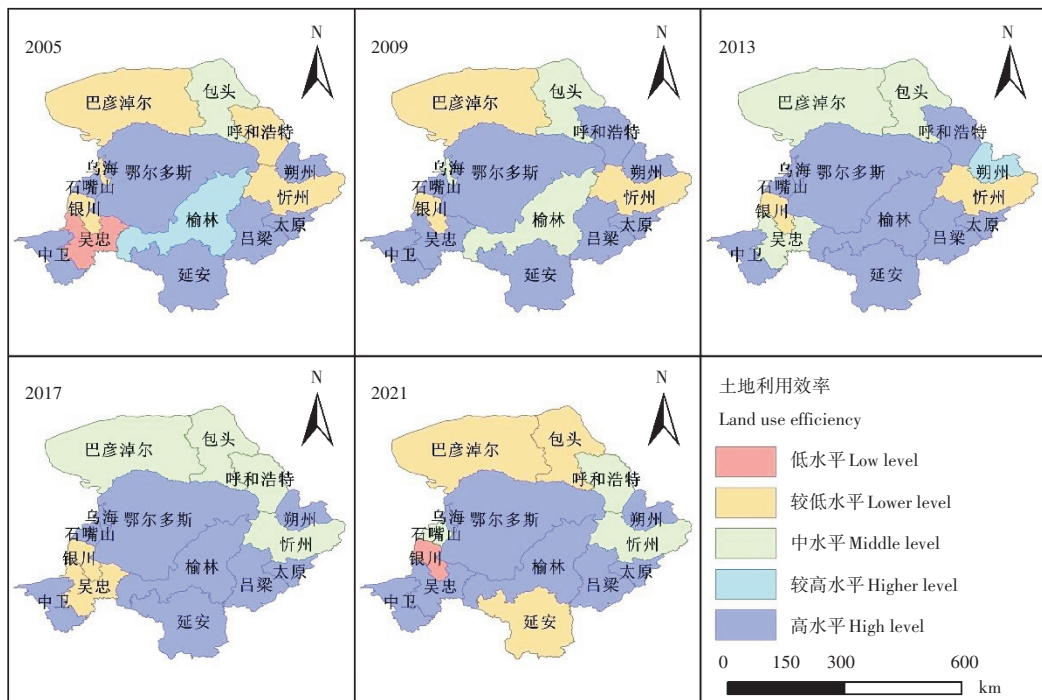 2005
N
巴彦淖尔
包头
呼和浩特
乌海
鄂尔多斯
朔州
石嘴山
忻州
银川
榆林
太原
吴忠
吕梁
中卫
延安
2009
N
巴彦淖尔
包头
呼和浩特
乌海
鄂尔多斯
朔州
石嘴山
忻州
银川
榆林
太原
吴忠
吕梁
中卫
延安
2013
N
巴彦淖尔
包头
呼和浩特
乌海
鄂尔多斯
朔州
石嘴山
忻州
银川
榆林
太原
吴忠
吕梁
中卫
延安
2017
N
巴彦淖尔
包头
呼和浩特
乌海
鄂尔多斯
朔州
石嘴山
忻州
银川
榆林
太原
吴忠
吕梁
中卫
延安
2021
N
巴彦淖尔
包头
呼和浩特
乌海
鄂尔多斯
朔州
石嘴山
忻州
银川
榆林
太原
吴忠
吕梁
中卫
延安
土地利用效率
Land use efficiency
低水平 Low level
较低水平 Lower level
中水平 Middle level
较高水平 Higher level
高水平 High level
0 150 300 600
km